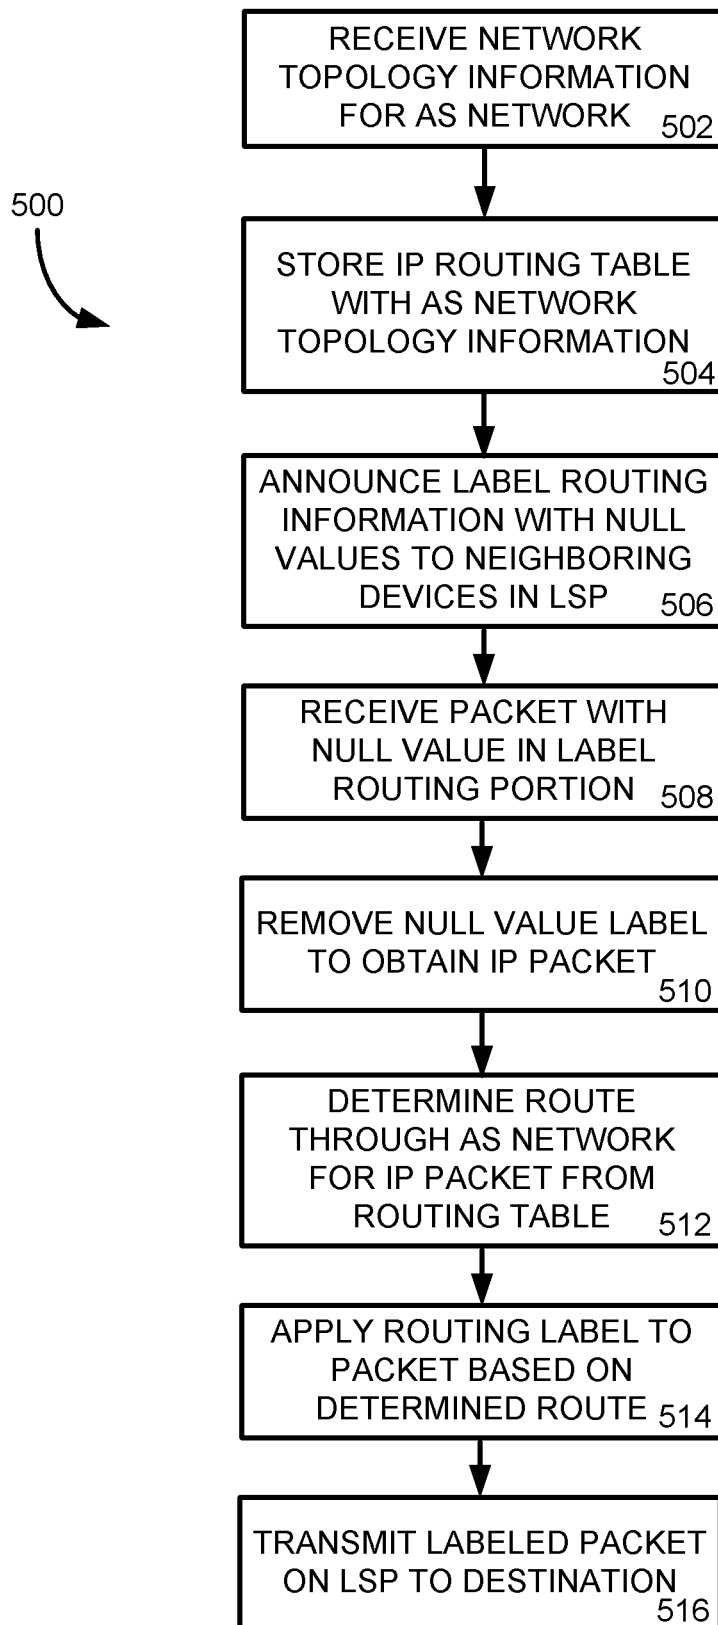 RECEIVE NETWORK
TOPOLOGY INFORMATION
FOR AS NETWORK 502
500
STORE IP ROUTING TABLE
WITH AS NETWORK
TOPOLOGY INFORMATION
504
ANNOUNCE LABEL ROUTING
INFORMATION WITH NULL
VALUES TO NEIGHBORING
DEVICES IN LSP 506
RECEIVE PACKET WITH
NULL VALUE IN LABEL
ROUTING PORTION 508
REMOVE NULL VALUE LABEL
TO OBTAIN IP PACKET
510
DETERMINE ROUTE
THROUGH AS NETWORK
FOR IP PACKET FROM
ROUTING TABLE 512
APPLY ROUTING LABEL TO
PACKET BASED ON
DETERMINED ROUTE 514
TRANSMIT LABELED PACKET
ON LSP TO DESTINATION
516